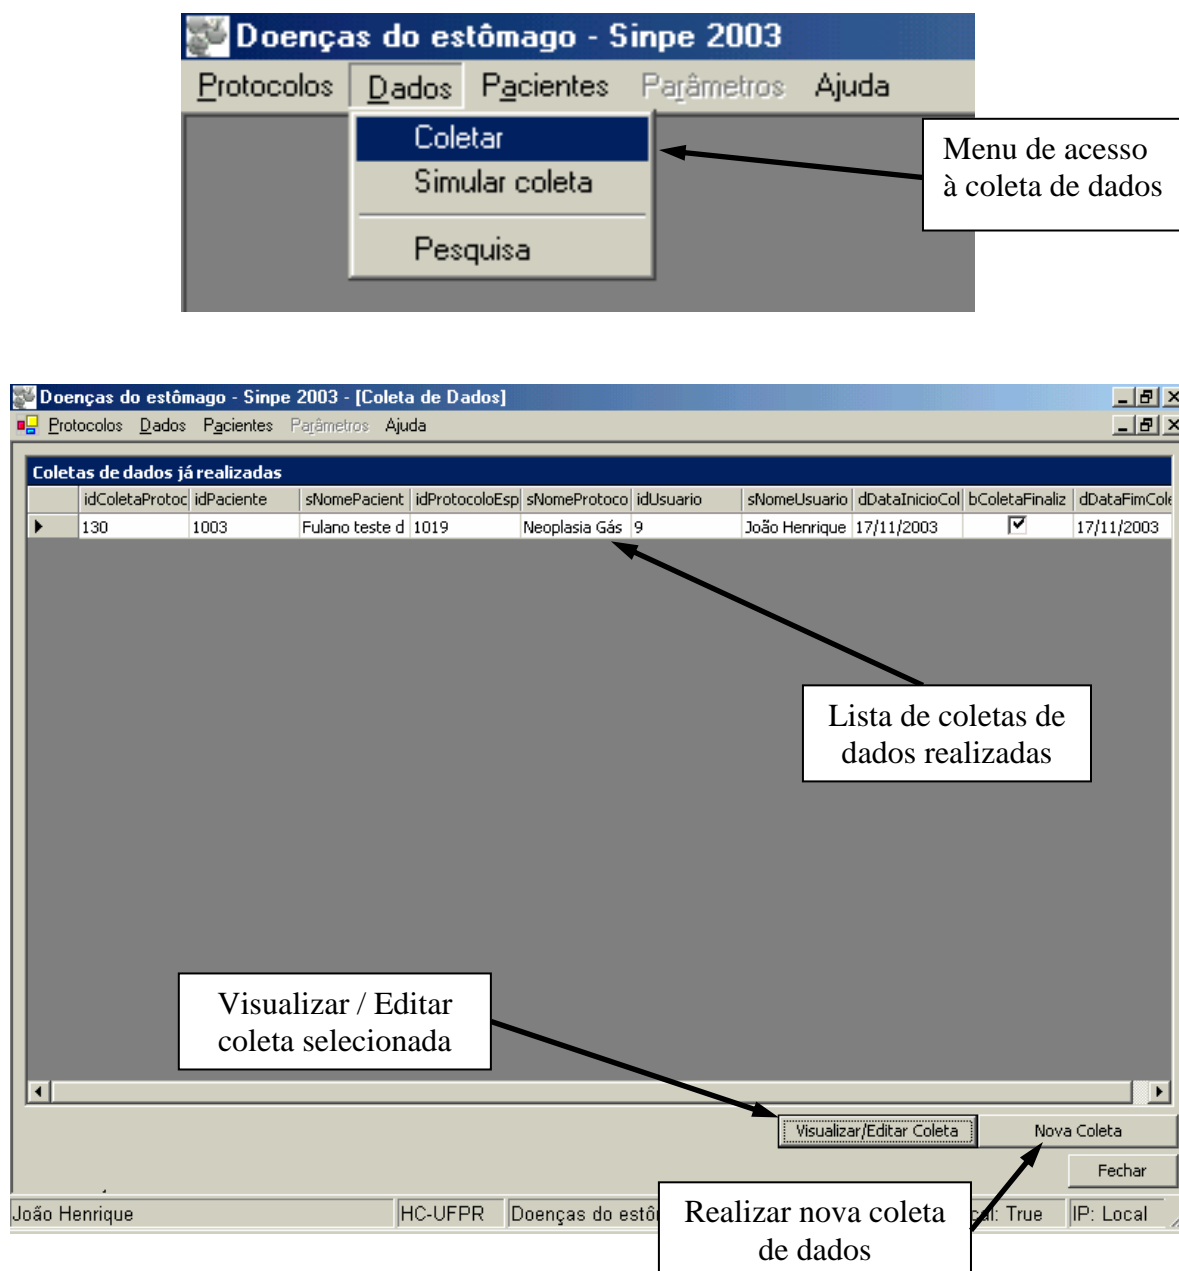 Doenças do estômago - Sinpe 2003
Protocolos Dados Pacientes Parâmetros Ajuda
Coletar
Simular coleta
Pesquisa
Menu de acesso
à coleta de dados
Doenças do estômago - Sinpe 2003 - [Coleta de Dados]
Protocolos Dados Pacientes Parâmetros Ajuda
Coletas de dados já realizadas
idColetaProtoc idPaciente sNomePacient idProtocoloEsp sNomeProtoco idUsuario sNomeUsuario dDataInicioCol bColetaFinaliz dDataFimCole
130 1003 Fulano teste d 1019 Neoplasia Gás 9 João Henrique 17/11/2003 17/11/2003
Lista de coletas de
dados realizadas
Visualizar / Editar
coleta selecionada
Visualizar/Editar Coleta Nova Coleta
Fechar
João Henrique HC-UFPR Doenças do True IP: Local
Realizar nova coleta
de dados